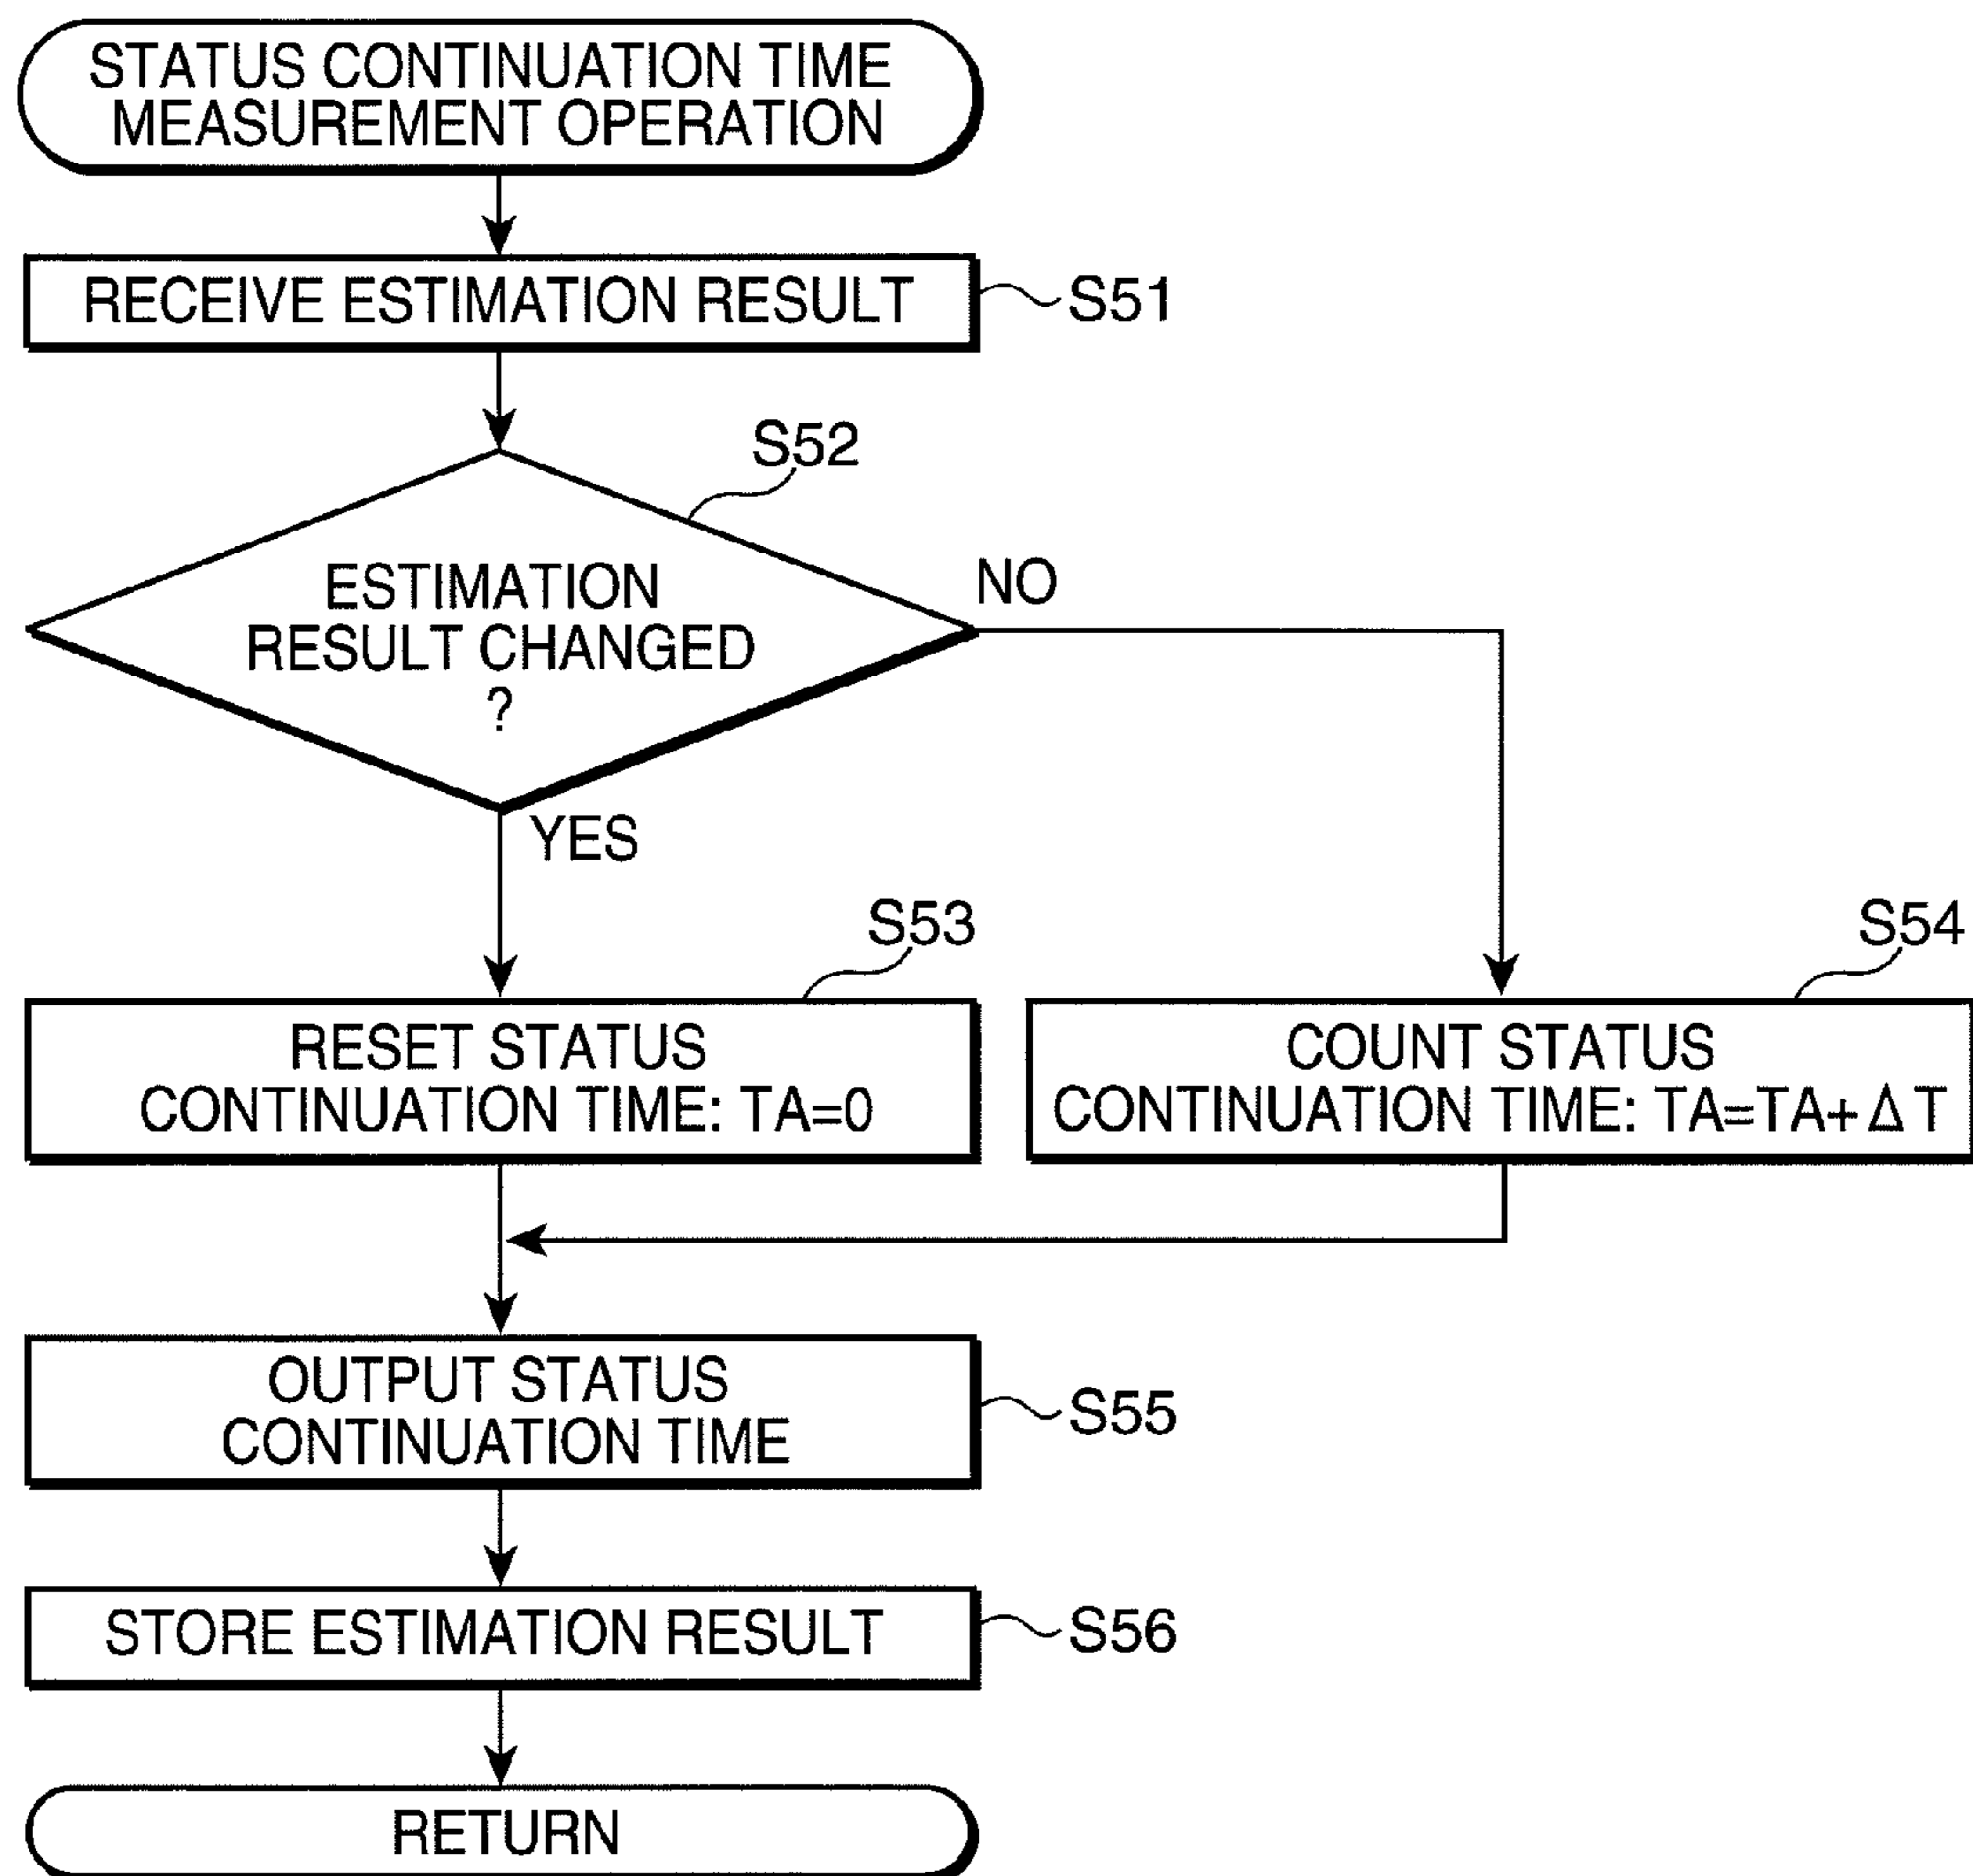 STATUS CONTINUATION TIME
MEASUREMENT OPERATION
RECEIVE ESTIMATION RESULT
S51
S52
ESTIMATION
RESULT CHANGED
?
NO
YES
S53
RESET STATUS
CONTINUATION TIME: TA=0
S54
COUNT STATUS
CONTINUATION TIME: TA=TA+ΔT
OUTPUT STATUS
CONTINUATION TIME
S55
STORE ESTIMATION RESULT
S56
RETURN